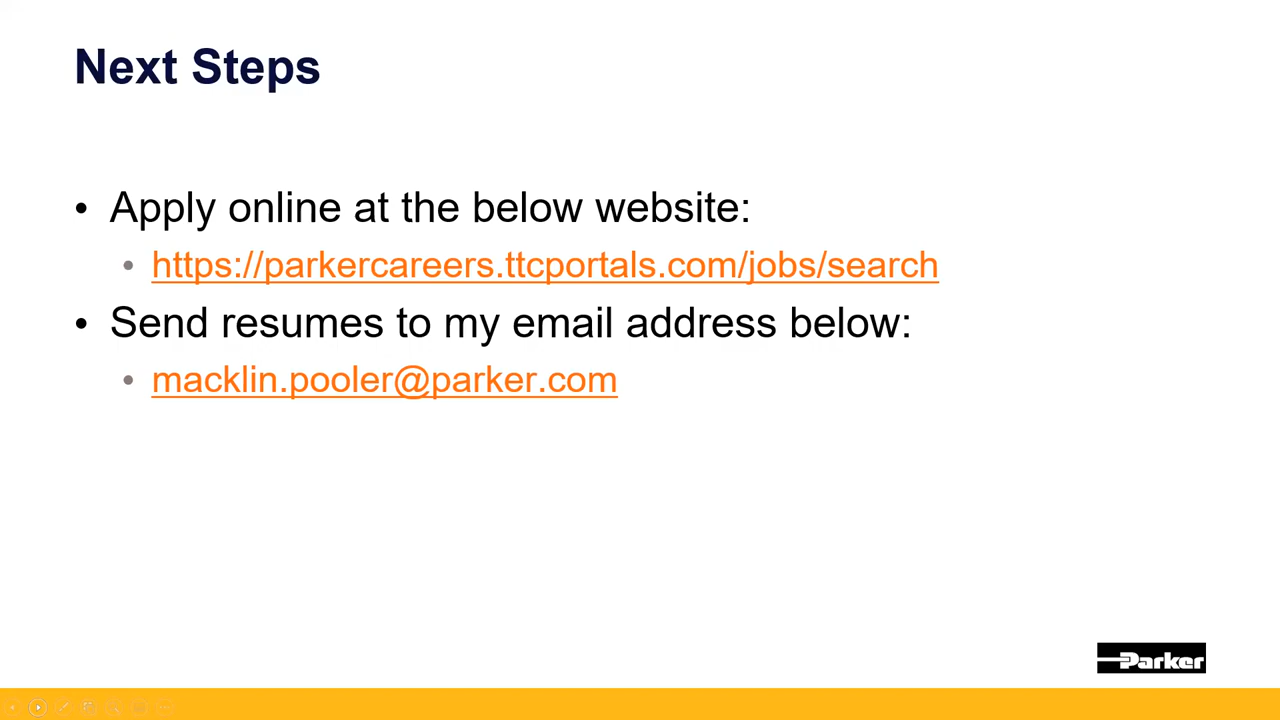 Next Steps
• Apply online at the below website:
• https://parkercareers.ttcportals.com/jobs/search
• Send resumes to my email address below:
• macklin.pooler@parker.com
Parker